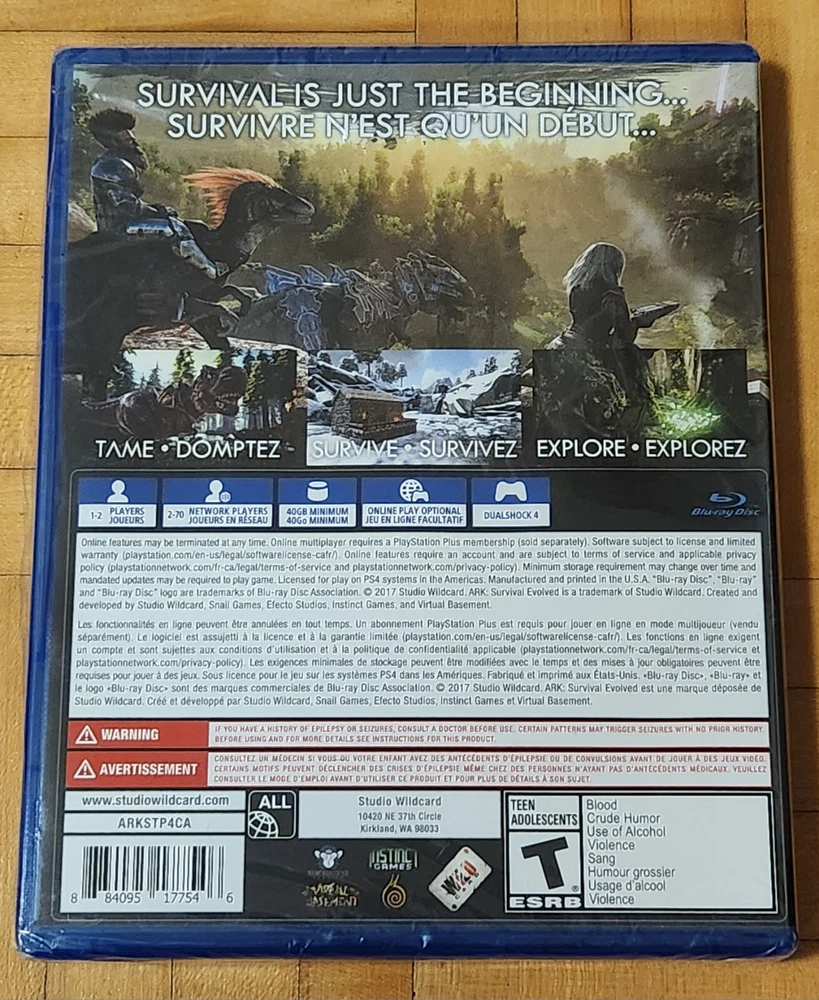 SURVIVAL IS JUST THE BEGINNING...
SURVIVRE N'EST QU'UN DÉBUT...
TAME • DOMPTEZ
SURVIVE • SURVIVEZ
EXPLORE • EXPLOREZ
1-2 PLAYERS
JOUEURS
2-70 NETWORK PLAYERS
JOUEURS EN RÉSEAU
40GB MINIMUM
40Go MINIMUM
ONLINE PLAY OPTIONAL
JEU EN LIGNE FACULTATIF
DUALSHOCK 4
Blu-ray Disc
Online features may be terminated at any time. Online multiplayer requires a PlayStation Plus membership (sold separately). Software subject to license and limited
warranty (playstation.com/en-us/legal/softwarelicense-cafr/). Online features require an account and are subject to terms of service and applicable privacy
policy (playstationnetwork.com/fr-ca/legal/terms-of-service and playstationnetwork.com/privacy-policy). Minimum storage requirement may change over time and
mandated updates may be required to play game. Licensed for play on PS4 systems in the Americas. Manufactured and printed in the U.S.A. "Blu-ray Disc", "Blu-ray"
and "Blu-ray Disc" logo are trademarks of Blu-ray Disc Association. © 2017 Studio Wildcard. ARK: Survival Evolved is a trademark of Studio Wildcard. Created and
developed by Studio Wildcard, Snail Games, Efecto Studios, Instinct Games, and Virtual Basement.
Les fonctionnalités en ligne peuvent être annulées en tout temps. Un abonnement PlayStation Plus est requis pour jouer en ligne en mode multijoueur (vendu
séparément). Le logiciel est assujetti à la licence et à la garantie limitée (playstation.com/en-us/legal/softwarelicense-cafr/). Les fonctions en ligne exigent
un compte et sont sujettes aux conditions d'utilisation et à la politique de confidentialité applicable (playstationnetwork.com/fr-ca/legal/terms-of-service et
playstationnetwork.com/privacy-policy). Les exigences minimales de stockage peuvent être modifiées avec le temps et des mises à jour obligatoires peuvent être
requises pour jouer à des jeux. Sous licence pour le jeu sur les systèmes PS4 dans les Amériques. Fabriqué et imprimé aux États-Unis. «Blu-ray Disc», «Blu-ray» et
le logo «Blu-ray Disc» sont des marques commerciales de Blu-ray Disc Association. © 2017 Studio Wildcard. ARK: Survival Evolved est une marque déposée de
Studio Wildcard. Créé et développé par Studio Wildcard, Snail Games, Efecto Studios, Instinct Games et Virtual Basement.
WARNING
IF YOU HAVE A HISTORY OF EPILEPSY OR SEIZURES, CONSULT A DOCTOR BEFORE USE. CERTAIN PATTERNS MAY TRIGGER SEIZURES WITH NO PRIOR HISTORY.
BEFORE USING AND FOR MORE DETAILS SEE INSTRUCTIONS FOR THIS PRODUCT.
AVERTISSEMENT
CONSULTEZ UN MÉDECIN SI VOUS OU VOTRE ENFANT AVEZ DES ANTÉCÉDENTS D'ÉPILEPSIE OU DE CONVULSIONS AVANT DE JOUER À DES JEUX VIDÉO.
CERTAINS MOTIFS PEUVENT DÉCLENCHER DES CRISES D'ÉPILEPSIE MÊME CHEZ DES PERSONNES N'AYANT PAS D'ANTÉCÉDENTS MÉDICAUX. VEUILLEZ
CONSULTER LE MODE D'EMPLOI AVANT D'UTILISER CE PRODUIT ET POUR PLUS DE DÉTAILS À SON SUJET.
www.studiowildcard.com
ARKSTP4CA
ALL
Studio Wildcard
10420 NE 37th Circle
Kirkland, WA 98033
8 84095 17754 6
INSTINCT
GAMES
VIRTUAL
BASEMENT
WILD
TEEN
ADOLESCENTS
T
®
ESRB
Blood
Crude Humor
Use of Alcohol
Violence
Sang
Humour grossier
Usage d'alcool
Violence